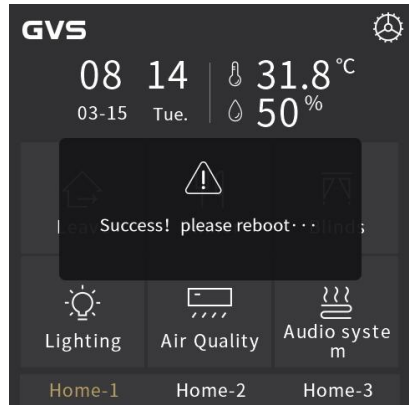 GVS
08 14 31.8 °C
03-15 Tue. 50 %
Success! please reboot···
Lighting
Air Quality
Audio syste
m
Home-1 Home-2 Home-3